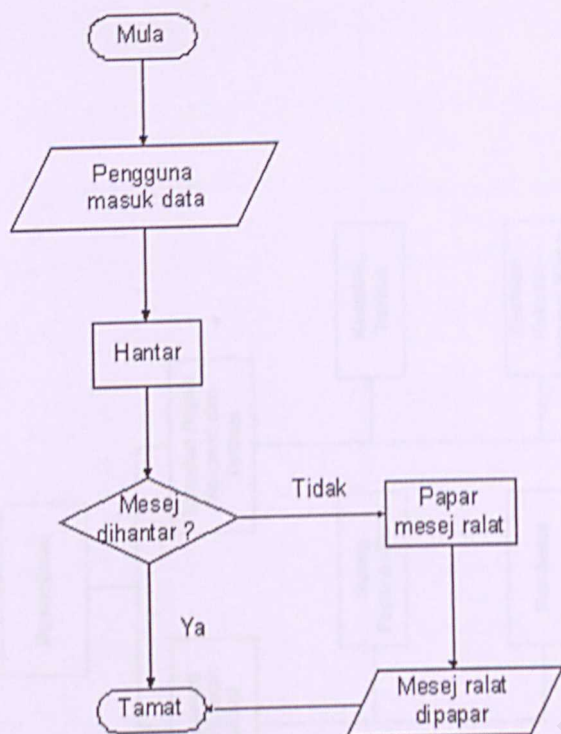 Mula
Pengguna
masuk data
Hantar
Mesej
dihantar ?
Tidak
Papar
mesej ralat
Ya
Mesej ralat
dipapar
Tamat